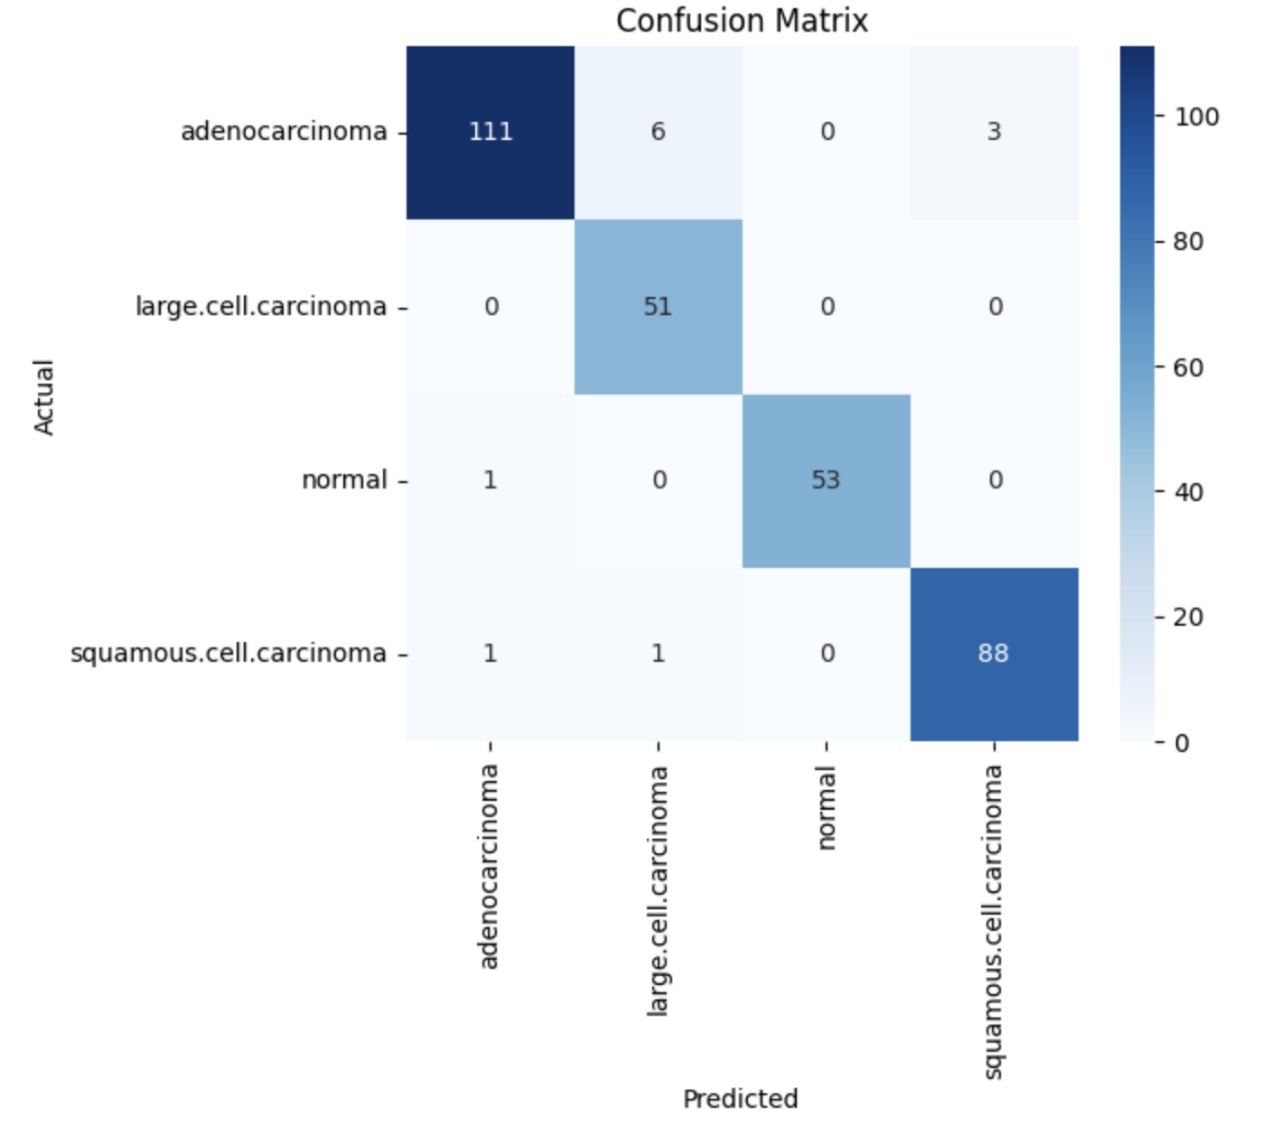 Confusion Matrix
Actual
adenocarcinoma
111 6 0 3
large.cell.carcinoma
0 51 0 0
normal
1 0 53 0
squamous.cell.carcinoma
1 1 0 88
adenocarcinoma
large.cell.carcinoma
normal
squamous.cell.carcinoma
Predicted
100
80
60
40
20
0